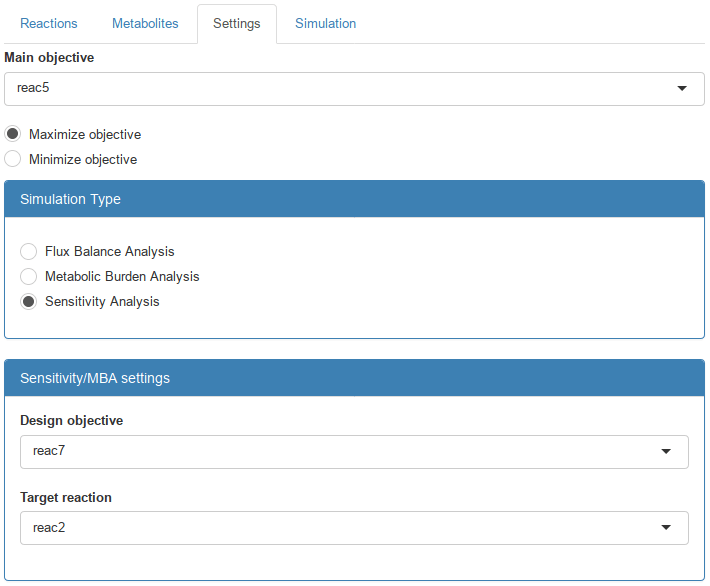 Reactions Metabolites Settings Simulation
Main objective
reac5
Maximize objective
Minimize objective
Simulation Type
Flux Balance Analysis
Metabolic Burden Analysis
Sensitivity Analysis
Sensitivity/MBA settings
Design objective
reac7
Target reaction
reac2